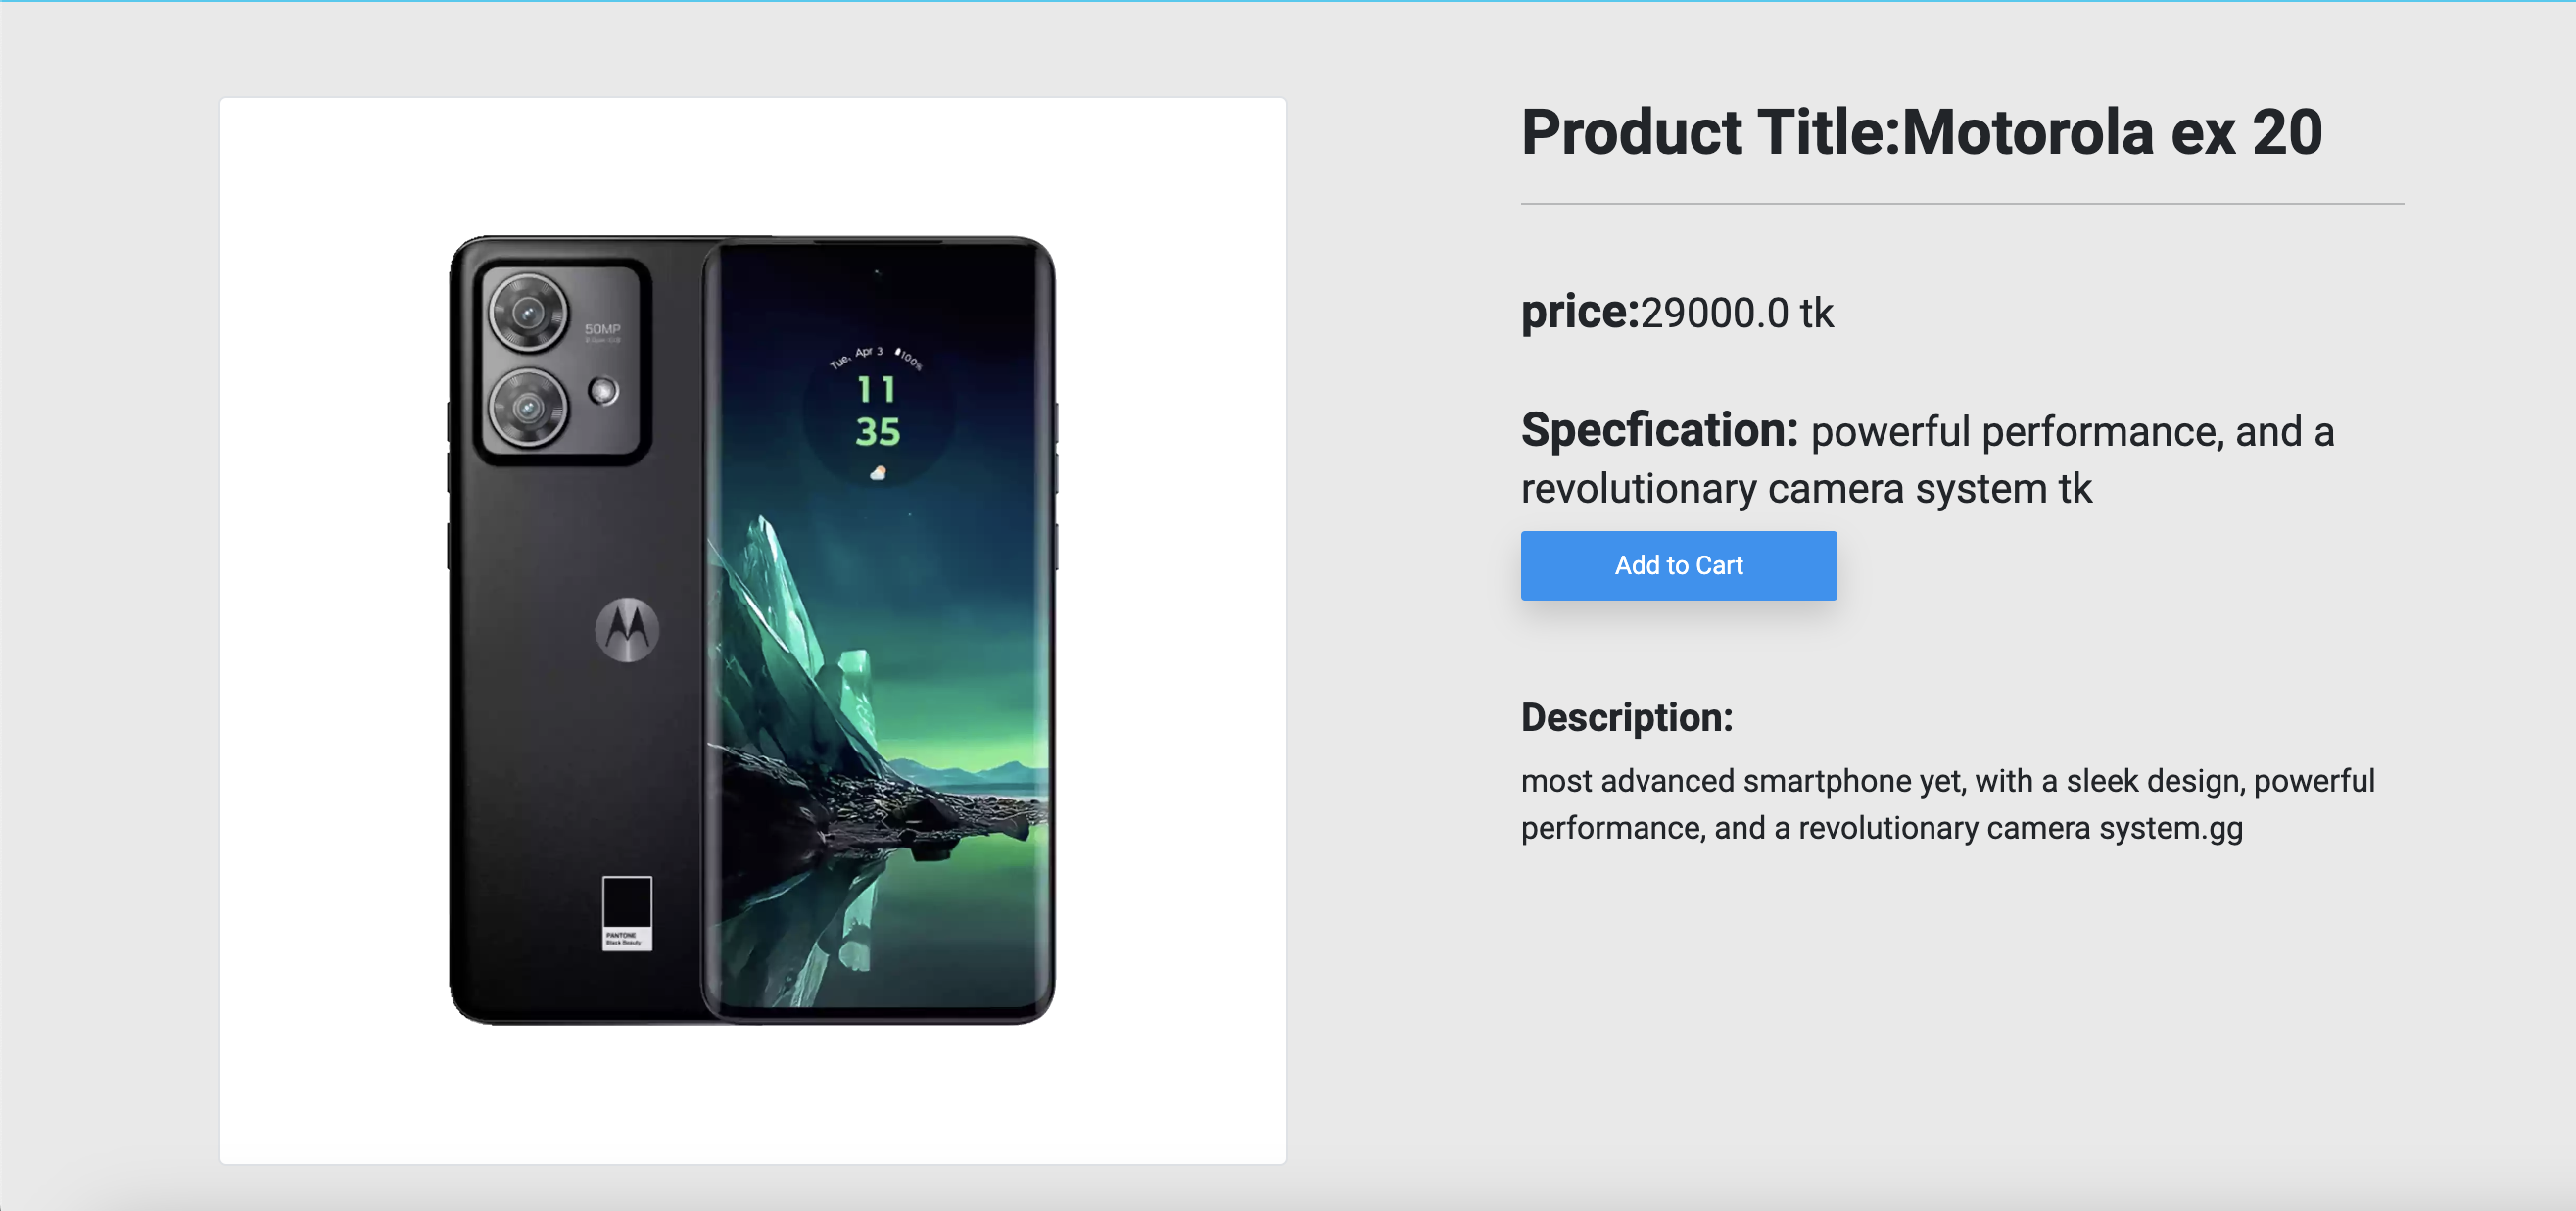 Product Title:Motorola ex 20
price:29000.0 tk
Specfication: powerful performance, and a
revolutionary camera system tk
Add to Cart
Description:
most advanced smartphone yet, with a sleek design, powerful
performance, and a revolutionary camera system.gg
50MP
Tue, Apr 3 100%
11
35
PANTONE
Black Beauty